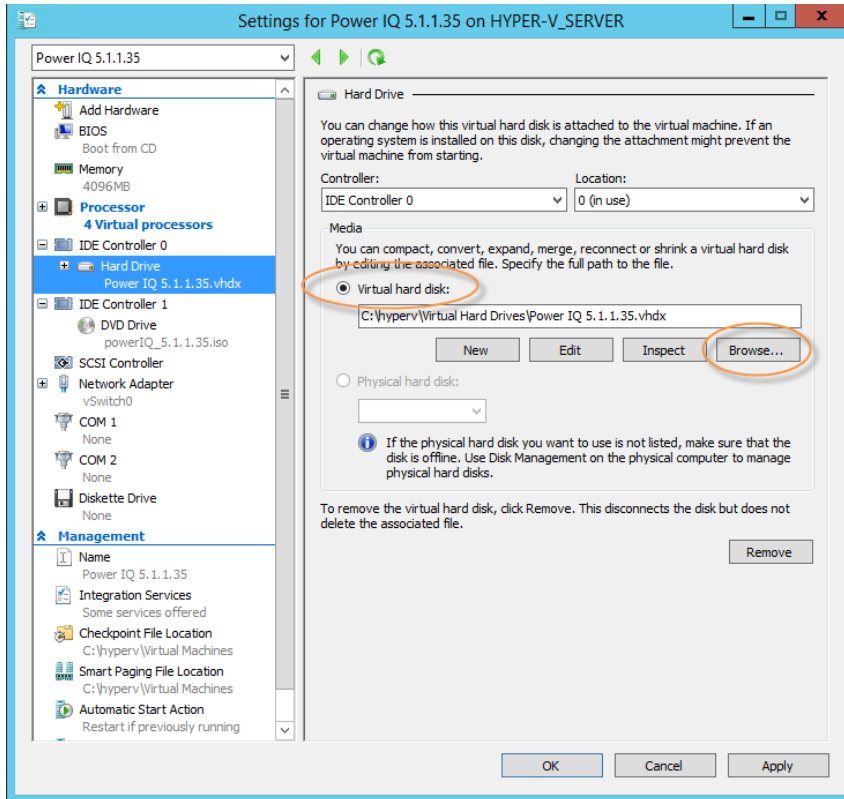 Settings for Power IQ 5.1.1.35 on HYPER-V_SERVER
x
Power IQ 5.1.1.35
Hardware
Add Hardware
BIOS
Boot from CD
Memory
4096MB
Processor
4 Virtual processors
IDE Controller 0
Hard Drive
Power IQ 5.1.1.35.vhdx
IDE Controller 1
DVD Drive
powerIQ_5.1.1.35.iso
SCSI Controller
Network Adapter
vSwitch0
COM 1
None
COM 2
None
Diskette Drive
None
Management
Name
Power IQ 5.1.1.35
Integration Services
Some services offered
Checkpoint File Location
C:\hyperv\Virtual Machines
Smart Paging File Location
C:\hyperv\Virtual Machines
Automatic Start Action
Restart if previously running
Hard Drive
You can change how this virtual hard disk is attached to the virtual machine. If an
operating system is installed on this disk, changing the attachment might prevent the
virtual machine from starting.
Controller: Location:
IDE Controller 0 0 (in use)
Media
You can compact, convert, expand, merge, reconnect or shrink a virtual hard disk
by editing the associated file. Specify the full path to the file.
Virtual hard disk:
C:\hyperv\Virtual Hard Drives\Power IQ 5.1.1.35.vhdx
New Edit Inspect Browse...
Physical hard disk:
If the physical hard disk you want to use is not listed, make sure that the
disk is offline. Use Disk Management on the physical computer to manage
physical hard disks.
To remove the virtual hard disk, click Remove. This disconnects the disk but does not
delete the associated file.
Remove
OK Cancel Apply